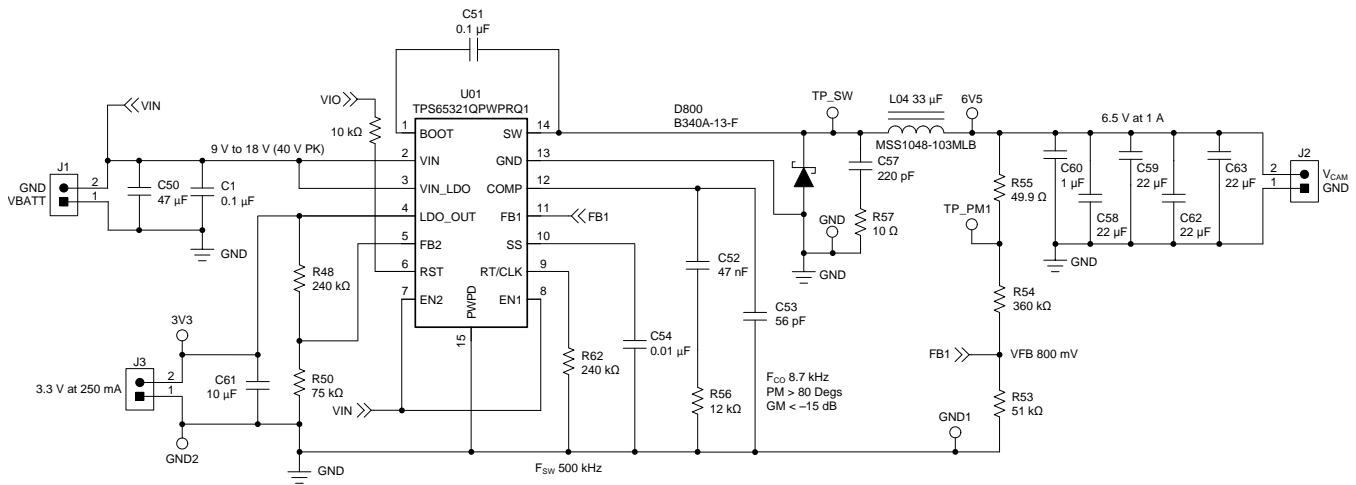 C51
0.1 µF
VIN
VIO
10 kΩ
U01
TPS65321QPWPRQ1
1 BOOT
2 VIN
3 VIN_LDO
4 LDO_OUT
5 FB2
6 RST
7 EN2
PWPD
15
SW 14
GND 13
COMP 12
FB1 11
SS 10
RT/CLK 9
EN1 8
FB1
9 V to 18 V (40 V PK)
J1
GND 2
VBATT 1
C50
47 µF
C1
0.1 µF
GND
R48
240 kΩ
R50
75 kΩ
3V3
J3
2
1
3.3 V at 250 mA
C61
10 µF
GND2
GND
VIN
R62
240 kΩ
C54
0.01 µF
C52
47 nF
R56
12 kΩ
C53
56 pF
FSW 500 kHz
FCO 8.7 kHz
PM > 80 Degs
GM < –15 dB
D800
B340A-13-F
TP_SW
C57
220 pF
R57
10 Ω
GND
GND
L04 33 µF
MSS1048-103MLB
6V5
6.5 V at 1 A
R55
49.9 Ω
TP_PM1
R54
360 kΩ
FB1
VFB 800 mV
R53
51 kΩ
GND1
C60
1 µF
C58
22 µF
C59
22 µF
C62
22 µF
C63
22 µF
GND
J2
2 VCAM
1 GND